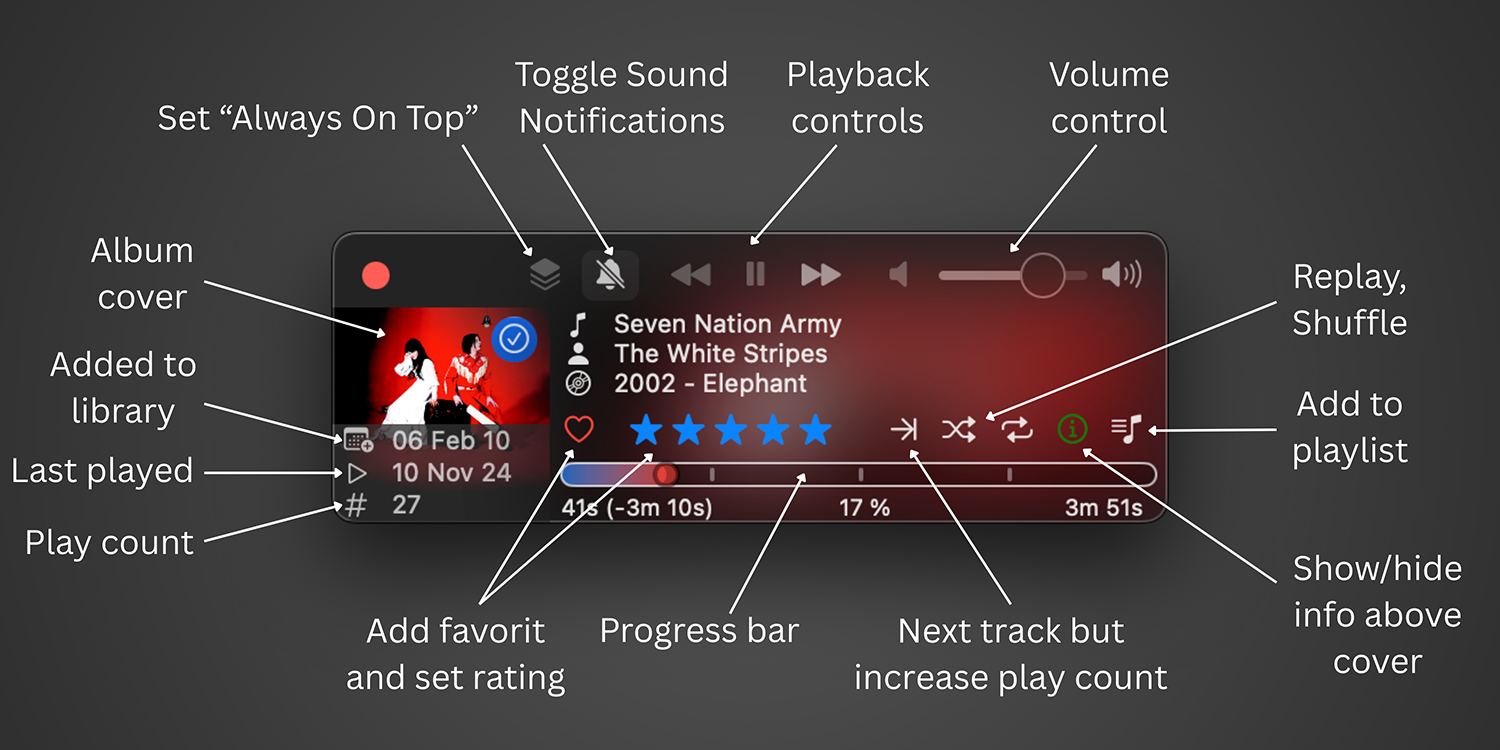 Toggle Sound
Notifications
Playback
controls
Volume
control
Set “Always On Top”
Album
cover
Added to
library
Last played
Play count
Seven Nation Army
The White Stripes
2002 - Elephant
06 Feb 10
10 Nov 24
# 27
41s (-3m 10s)
17 %
3m 51s
Replay,
Shuffle
Add to
playlist
Show/hide
info above
cover
Add favorit
and set rating
Progress bar
Next track but
increase play count